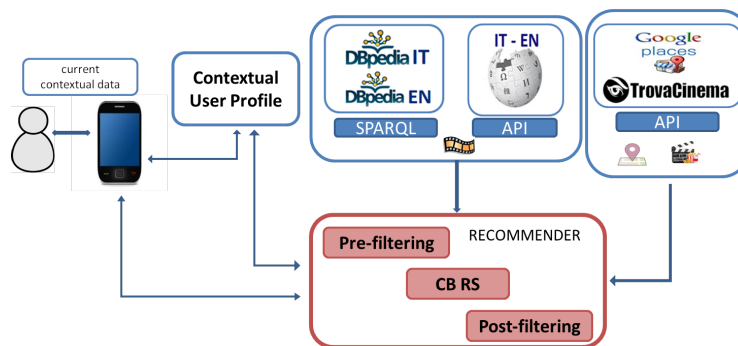 current
contextual data
Contextual
User Profile
DBpedia IT
DBpedia EN
SPARQL
IT - EN
API
Google
places
TrovaCinema
API
RECOMMENDER
Pre-filtering
CB RS
Post-filtering